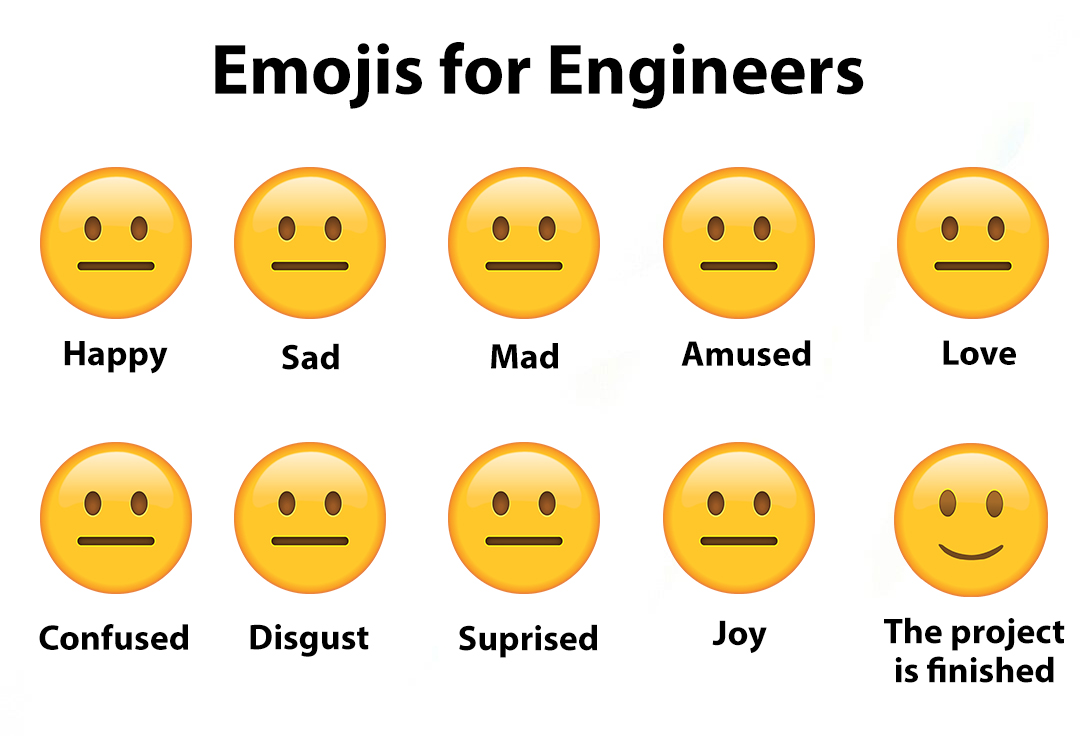 Emojis for Engineers
Happy
Sad
Mad
Amused
Love
Confused
Disgust
Suprised
Joy
The project
is finished